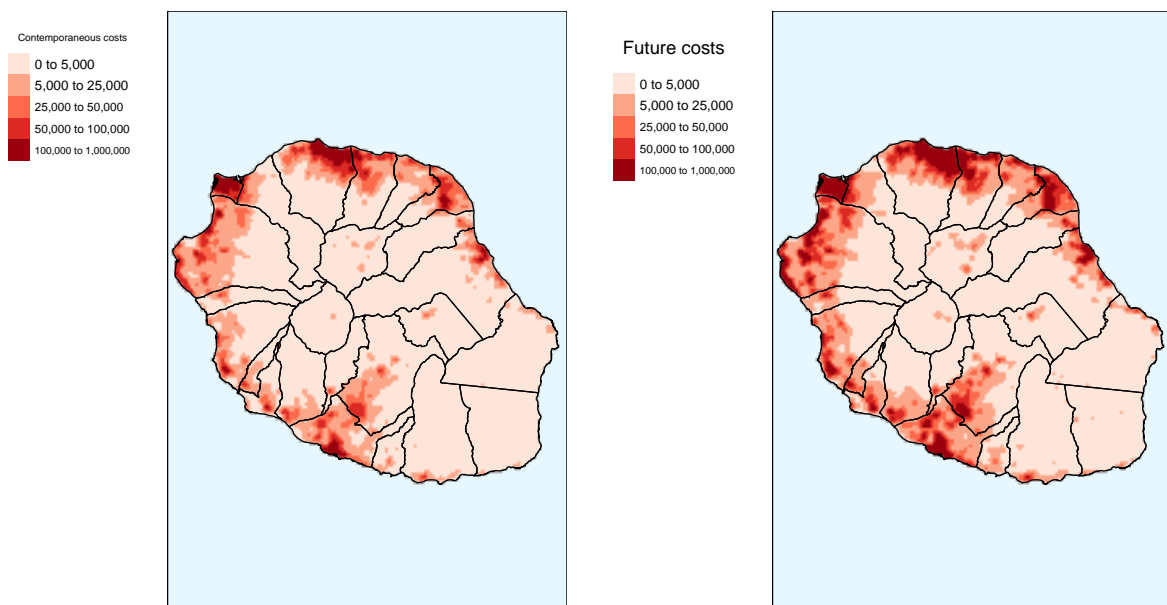 Contemporaneous costs
0 to 5,000
5,000 to 25,000
25,000 to 50,000
50,000 to 100,000
100,000 to 1,000,000
Future costs
0 to 5,000
5,000 to 25,000
25,000 to 50,000
50,000 to 100,000
100,000 to 1,000,000